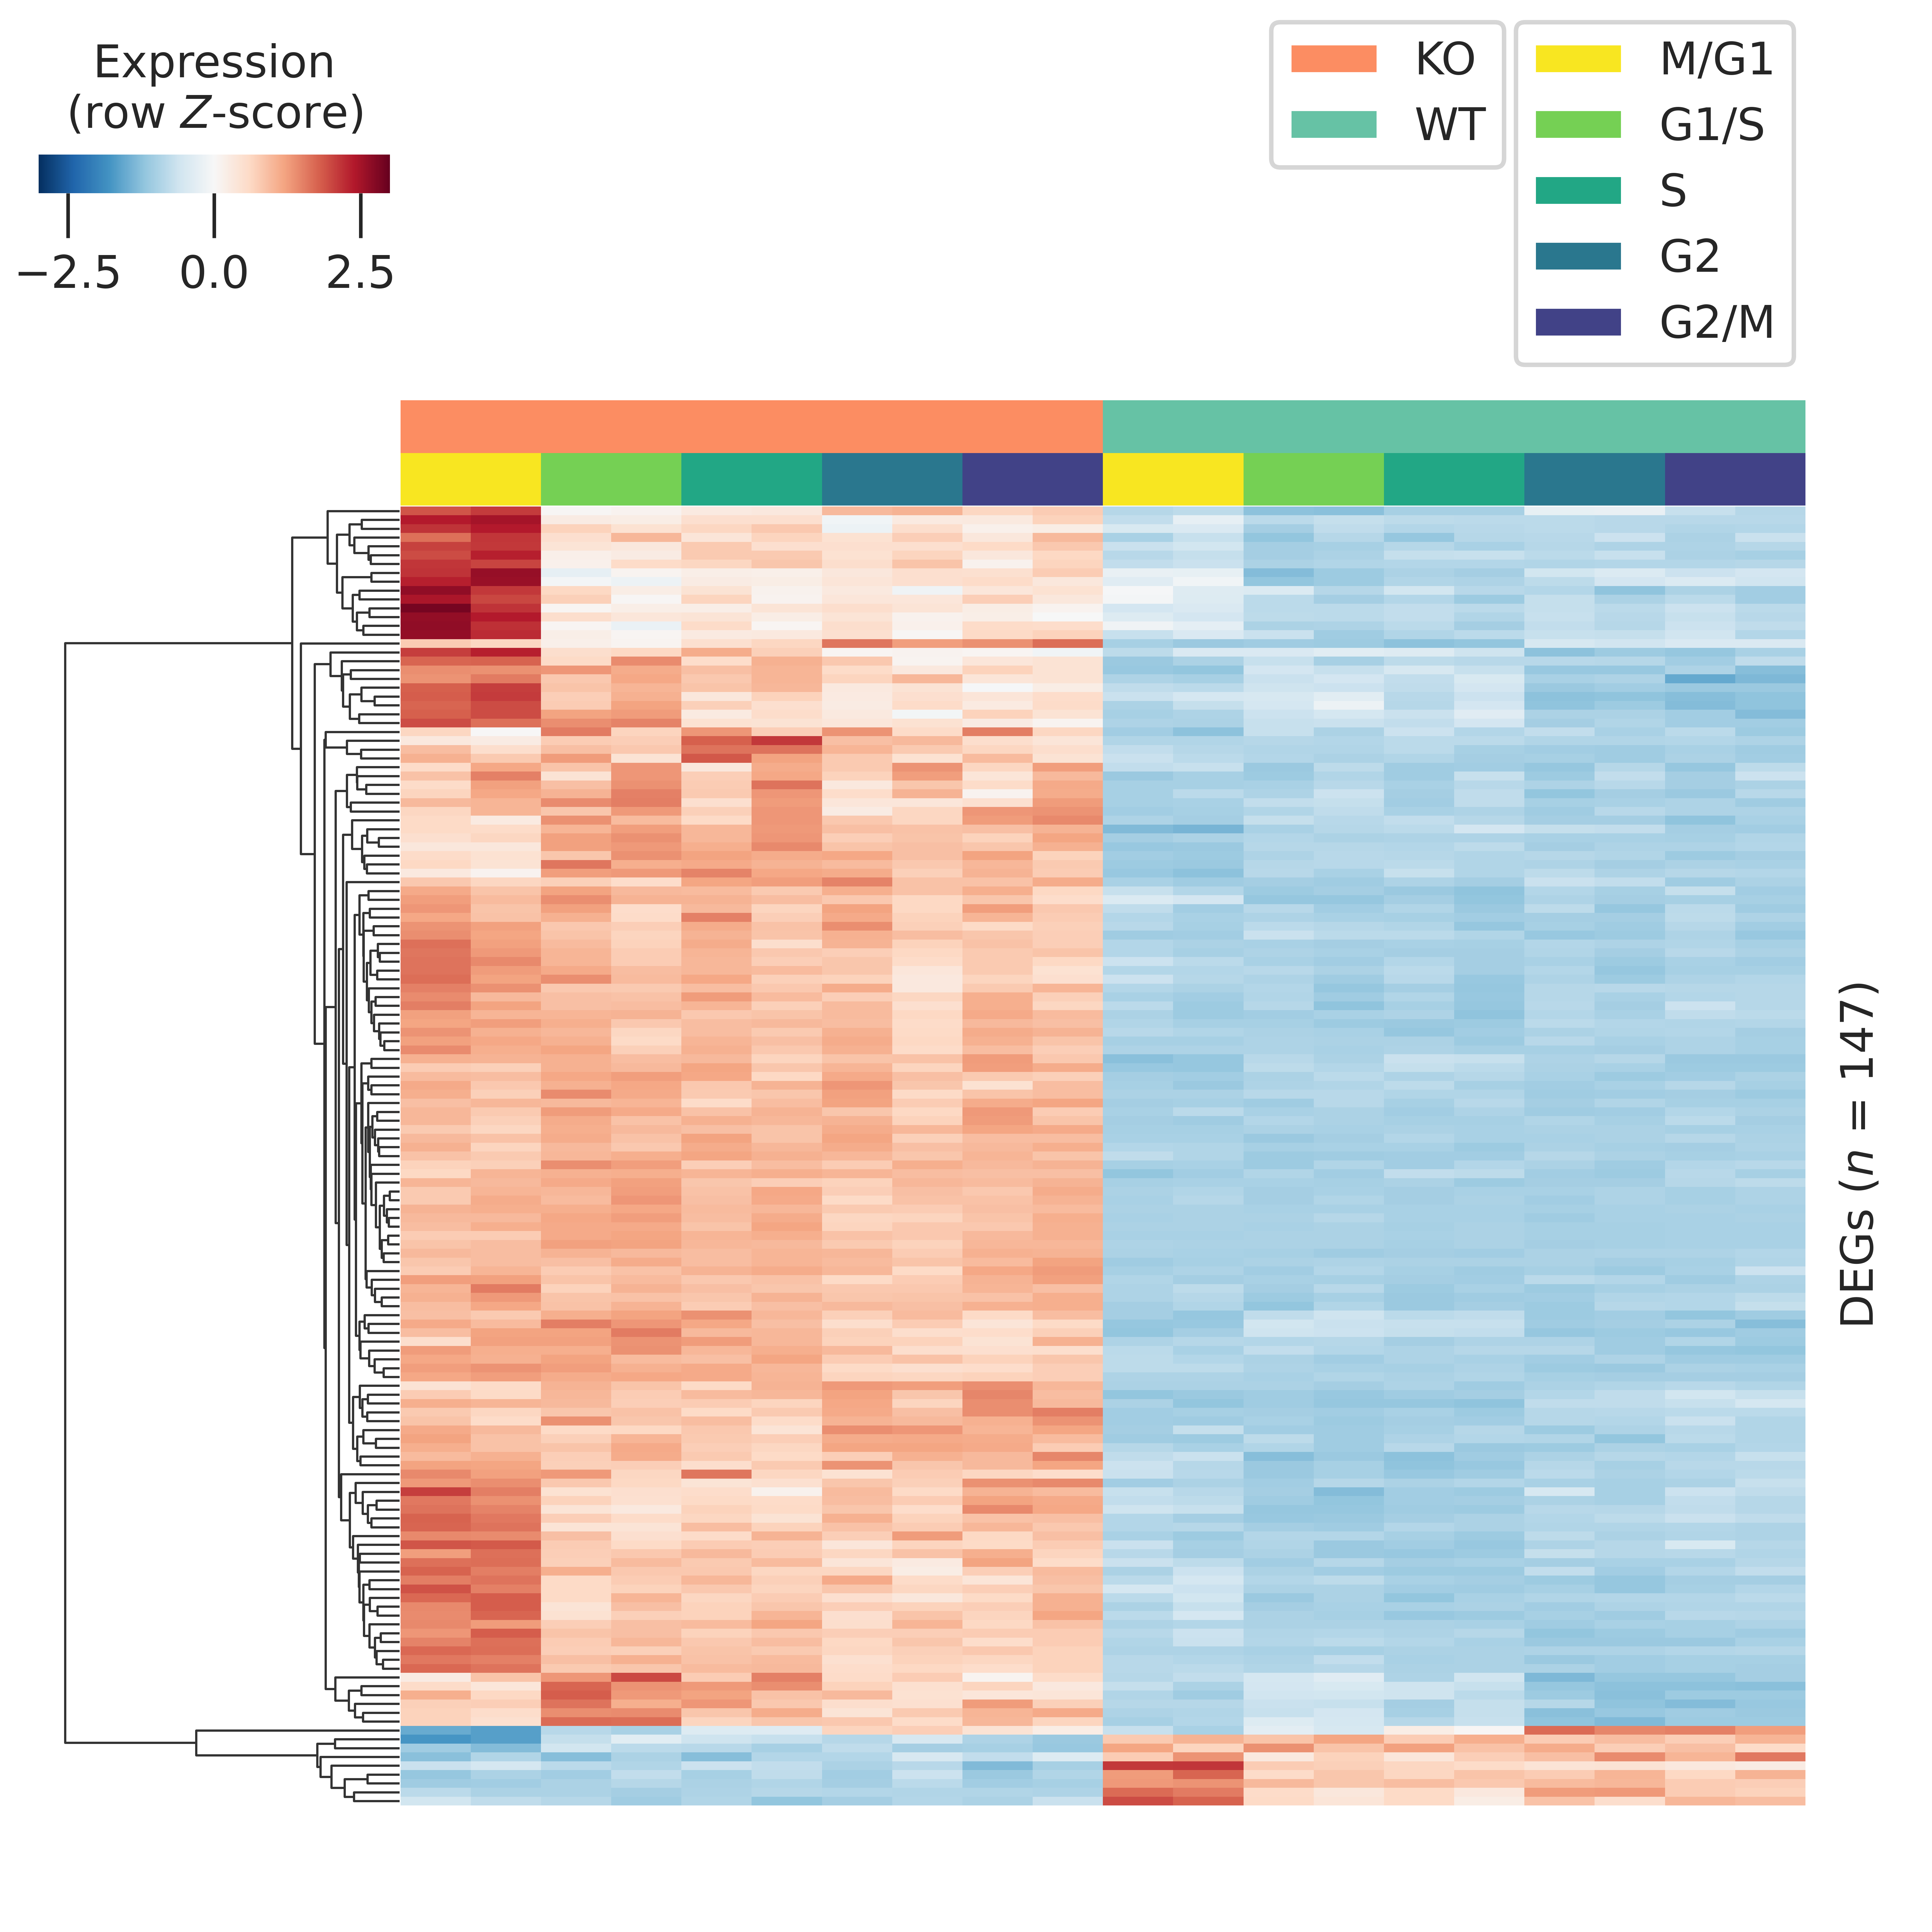 Expression
(row Z-score)
−2.5 0.0 2.5
KO
WT
M/G1
G1/S
S
G2
G2/M
DEGs (n = 147)